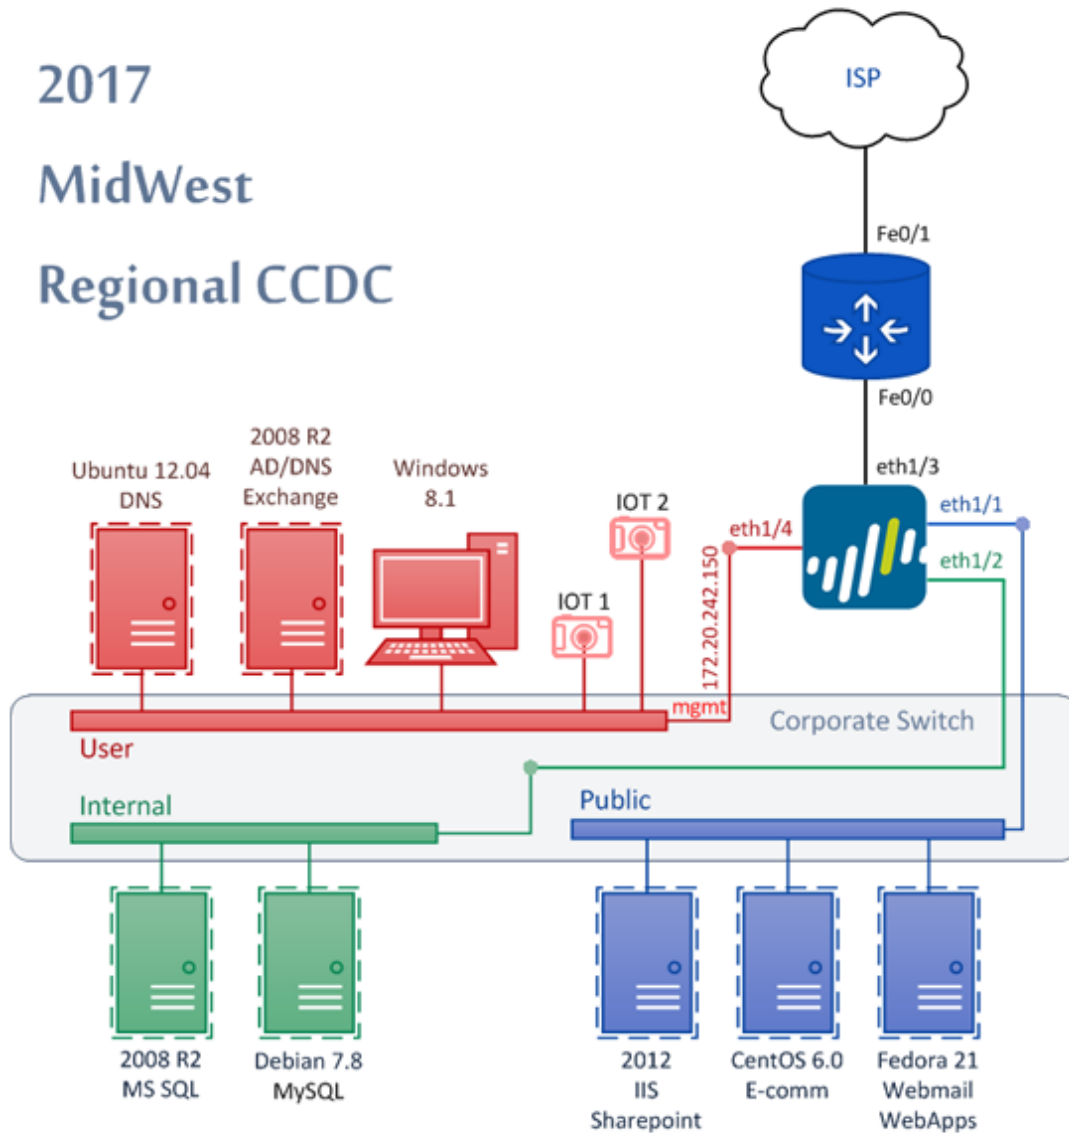 2017
MidWest
Regional CCDC
ISP
Fe0/1
Fe0/0
eth1/3
eth1/1
eth1/2
eth1/4
172.20.242.150
mgmt
Ubuntu 12.04
DNS
2008 R2
AD/DNS
Exchange
Windows
8.1
IOT 2
IOT 1
Corporate Switch
User
Internal
Public
2008 R2
MS SQL
Debian 7.8
MySQL
2012
IIS
Sharepoint
CentOS 6.0
E-comm
Fedora 21
Webmail
WebApps